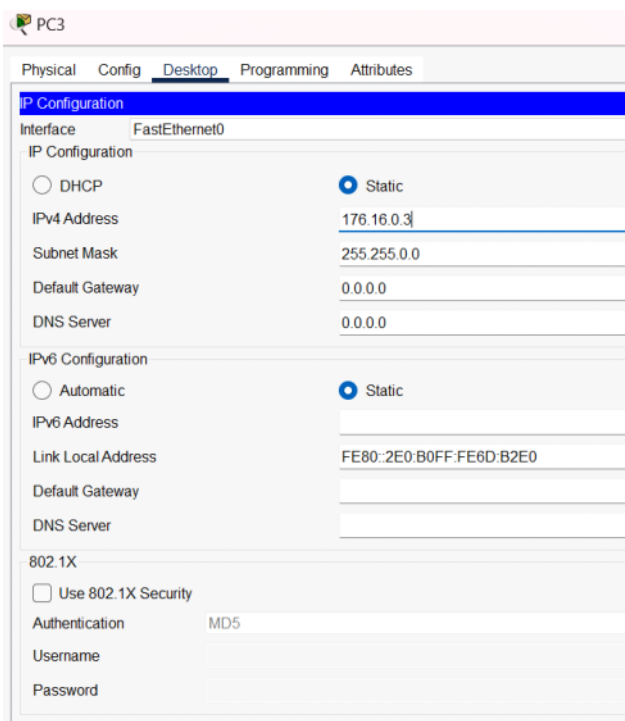 PC3
Physical Config Desktop Programming Attributes
IP Configuration
Interface FastEthernet0
IP Configuration
DHCP Static
IPv4 Address 176.16.0.3
Subnet Mask 255.255.0.0
Default Gateway 0.0.0.0
DNS Server 0.0.0.0
IPv6 Configuration
Automatic Static
IPv6 Address
Link Local Address FE80::2E0:B0FF:FE6D:B2E0
Default Gateway
DNS Server
802.1X
Use 802.1X Security
Authentication MD5
Username
Password